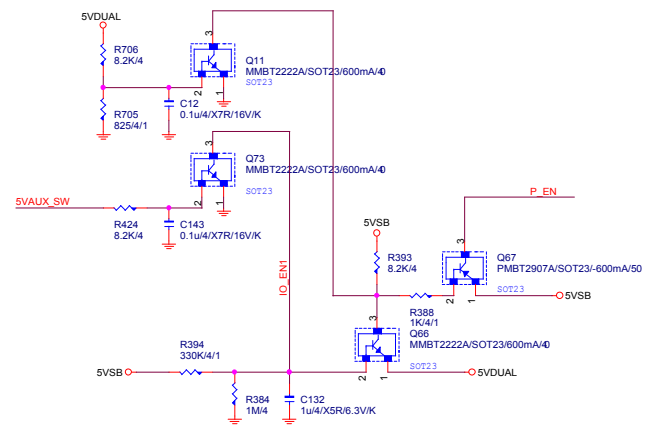 5VDUAL
R706
8.2K/4
R705
825/4/1
C12
0.1u/4/X7R/16V/K
3
2
1
Q11
MMBT2222A/SOT23/600mA/40
SOT23
3
2
1
Q73
MMBT2222A/SOT23/600mA/40
SOT23
5VAUX_SW
R424
8.2K/4
C143
0.1u/4/X7R/16V/K
IO_EN1
5VSB
R393
8.2K/4
P_EN
3
2
1
Q67
PMBT2907A/SOT23/-600mA/50
SOT23
5VSB
R388
1K/4/1
3
2
1
Q66
MMBT2222A/SOT23/600mA/40
SOT23
5VDUAL
R394
330K/4/1
5VSB
R384
1M/4
C132
1u/4/X5R/6.3V/K